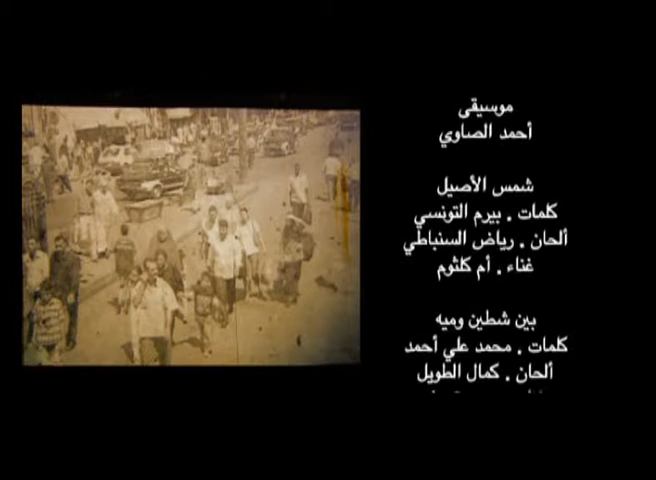 موسيقى
أحمد الصاوي
شمس الأصيل
كلمات . بيرم التونسي
ألحان . رياض السنباطي
غناء . أم كلثوم
بين شطين وميه
كلمات . محمد علي أحمد
ألحان . كمال الطويل